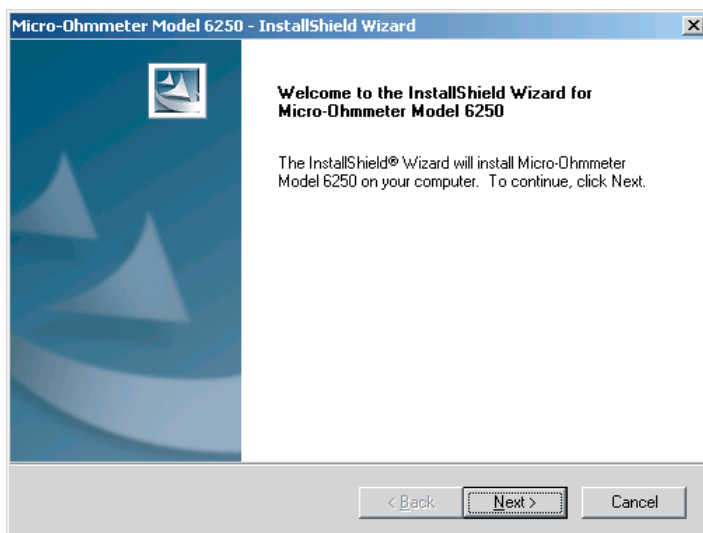 Micro-Ohmmeter Model 6250 - InstallShield Wizard
Welcome to the InstallShield Wizard for
Micro-Ohmmeter Model 6250
The InstallShield® Wizard will install Micro-Ohmmeter
Model 6250 on your computer. To continue, click Next.
< Back Next > Cancel